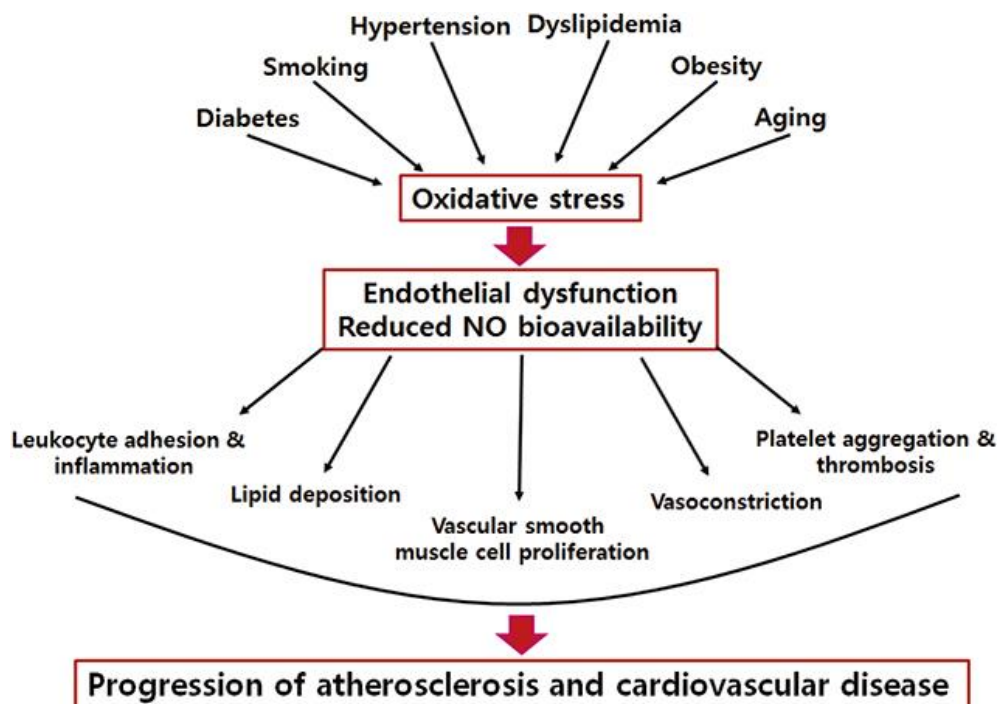 Hypertension
Dyslipidemia
Smoking
Obesity
Diabetes
Aging
Oxidative stress
Endothelial dysfunction
Reduced NO bioavailability
Leukocyte adhesion &
inflammation
Lipid deposition
Vascular smooth
muscle cell proliferation
Vasoconstriction
Platelet aggregation &
thrombosis
Progression of atherosclerosis and cardiovascular disease